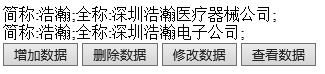 简称:浩瀚;全称:深圳浩瀚医疗器械公司;
简称:浩瀚;全称:深圳浩瀚电子公司;
增加数据 删除数据 修改数据 查看数据